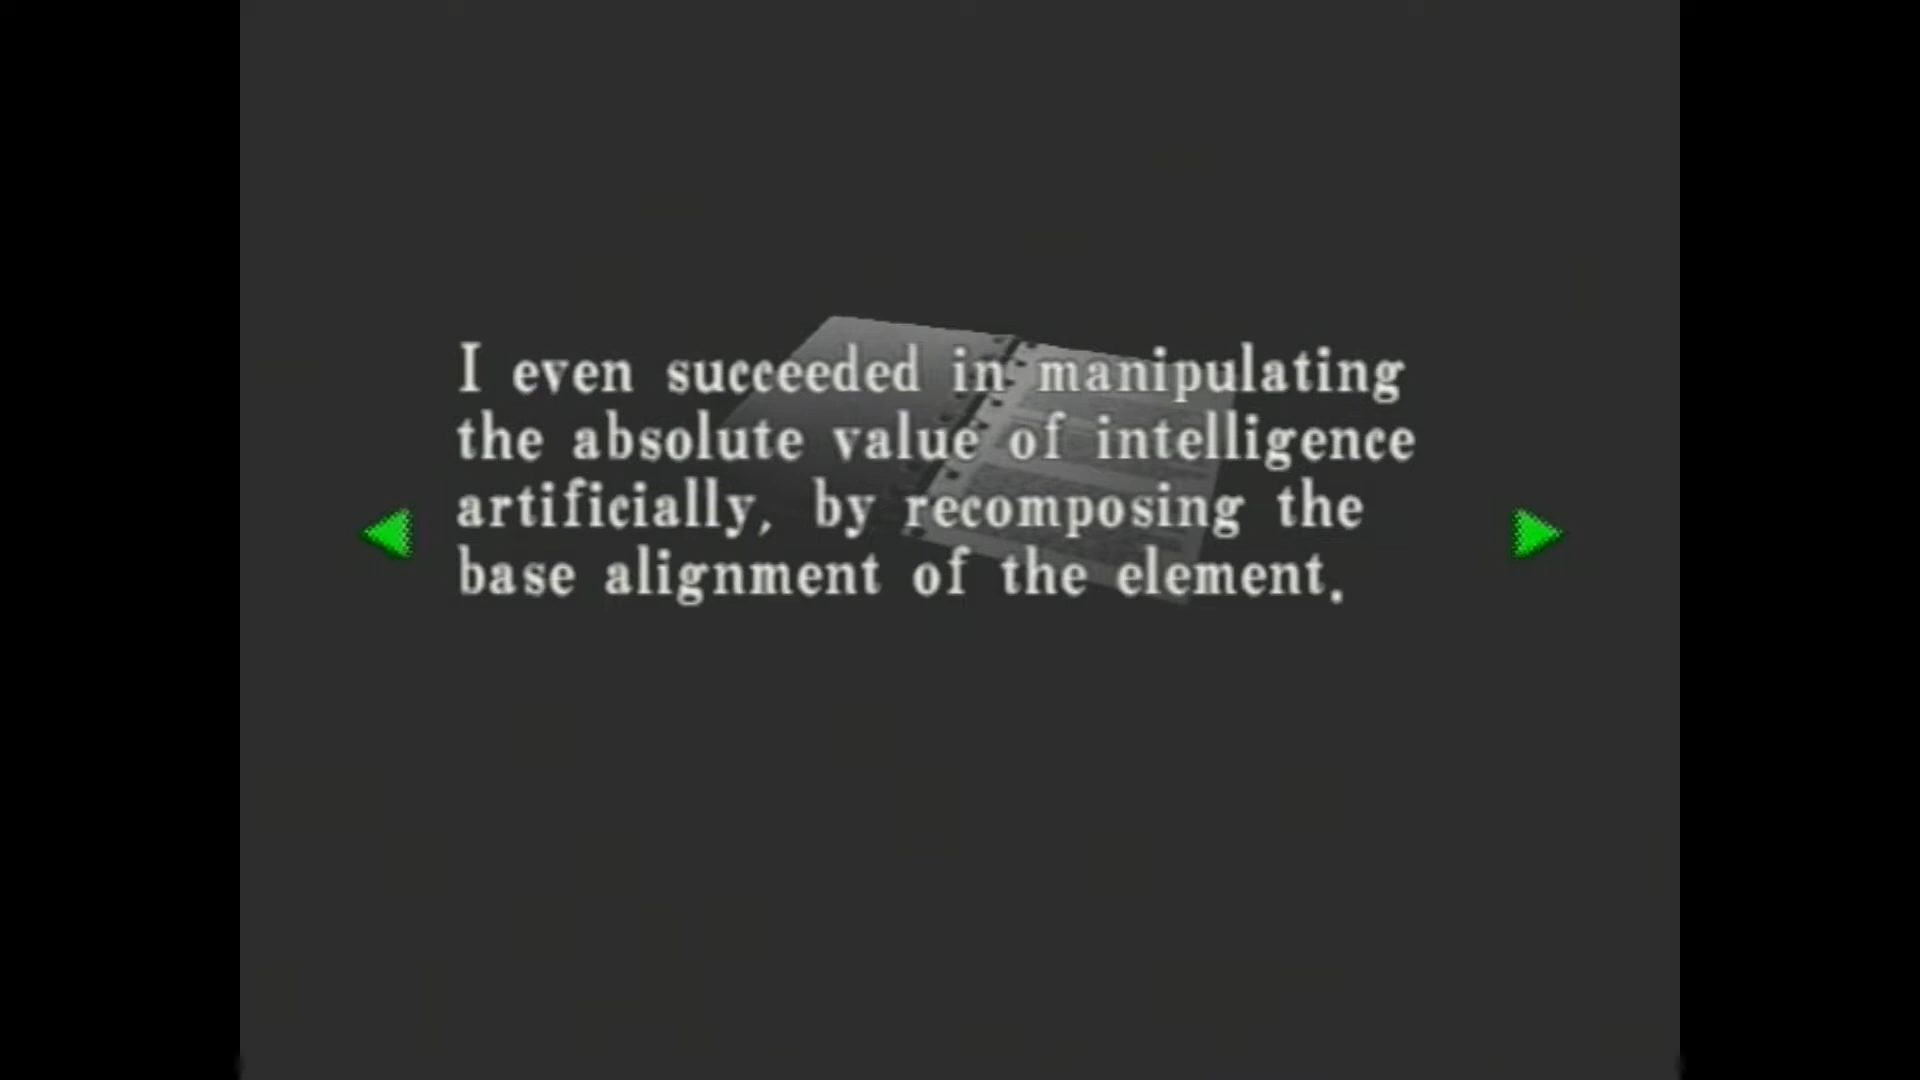 I even succeeded in manipulating
the absolute value of intelligence
artificially, by recomposing the
base alignment of the element.